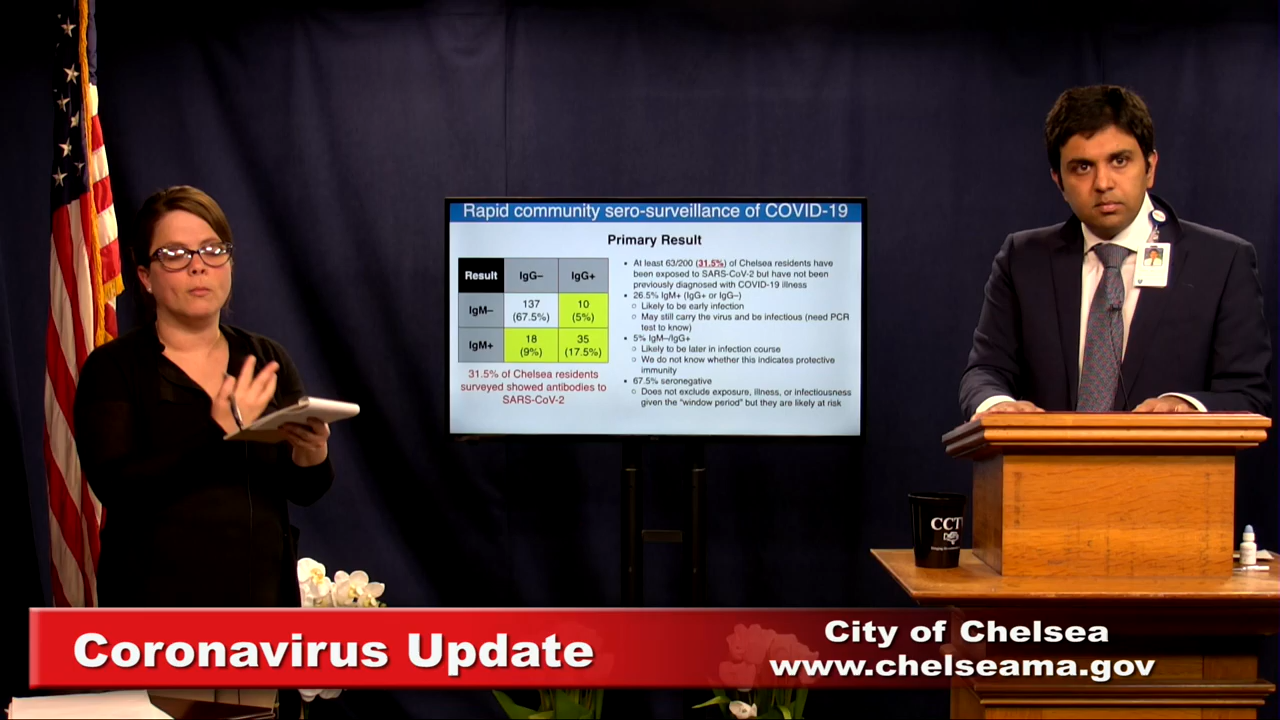 Rapid community sero-surveillance of COVID-19
Primary Result
Result IgG– IgG+
IgM– 137 (67.5%) 10 (5%)
IgM+ 18 (9%) 35 (17.5%)
31.5% of Chelsea residents
surveyed showed antibodies to
SARS-CoV-2
• At least 63/200 (31.5%) of Chelsea residents have
been exposed to SARS-CoV-2 but have not been
previously diagnosed with COVID-19 illness
• 26.5% IgM+ (IgG+ or IgG–)
○ Likely to be early infection
○ May still carry the virus and be infectious (need PCR
test to know)
• 5% IgM–/IgG+
○ Likely to be later in infection course
○ We do not know whether this indicates protective
immunity
• 67.5% seronegative
○ Does not exclude exposure, illness, or infectiousness
given the "window period" but they are likely at risk
CCTV
Coronavirus Update
City of Chelsea
www.chelseama.gov